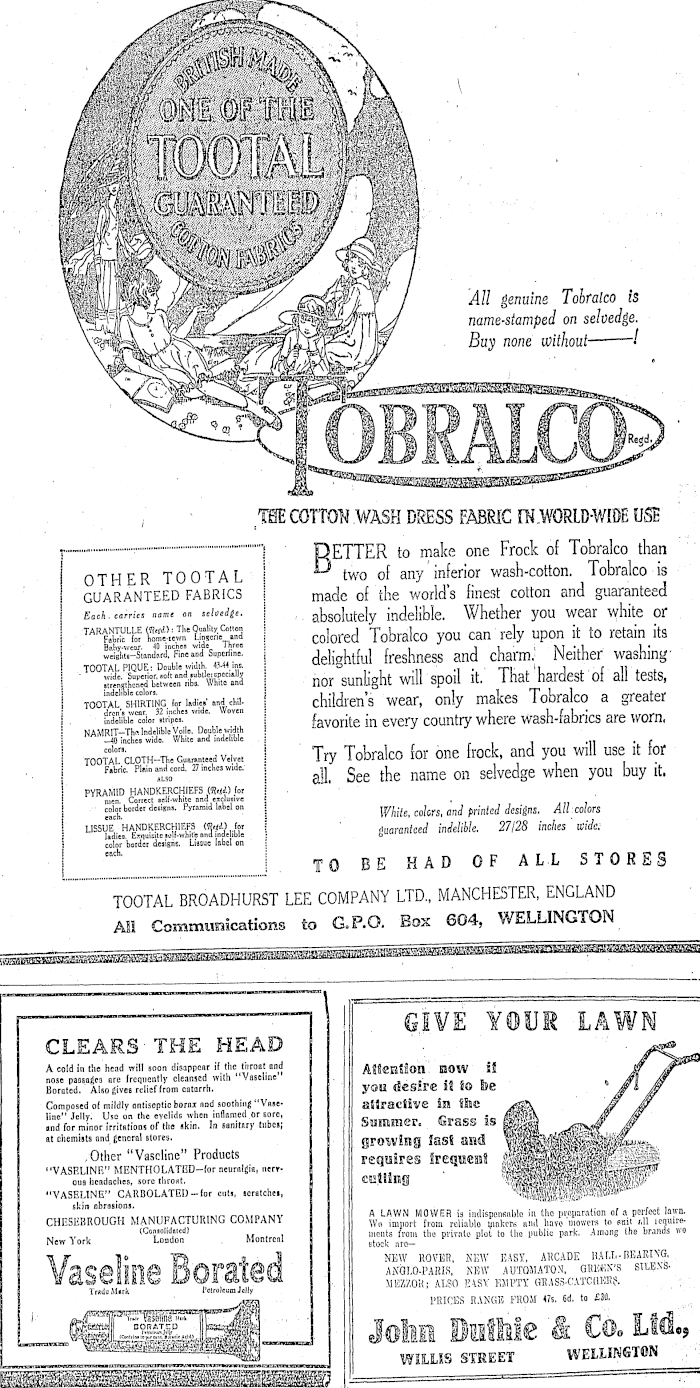 BRITISH MADE
ONE OF THE
TOOTAL
GUARANTEED
COTTON FABRICS
All genuine Tobralco is
name-stamped on selvedge.
Buy none without——!
TOBRALCO
Regd.
THE COTTON WASH DRESS FABRIC IN WORLD-WIDE USE
OTHER TOOTAL
GUARANTEED FABRICS
Each carries name on selvedge.
TARANTULLE (Regd.): The Quality Cotton
Fabric for home-sewn Lingerie and
Baby-wear. 40 inches wide Three
weights—Standard, Fine and Superfine.
TOOTAL PIQUE: Double width. 43-44 ins.
wide. Superior, soft and subtle: specially
strengthened between ribs. White and
indelible colors.
TOOTAL SHIRTING for ladies' and chil-
dren's wear. 32 inches wide. Woven
indelible color stripes.
NAMRIT—The Indelible Voile. Double width
—40 inches wide. White and indelible
colors.
TOOTAL CLOTH—The Guaranteed Velvet
Fabric. Plain and cord. 27 inches wide.
ALSO
PYRAMID HANDKERCHIEFS (Regd.) for
men. Correct self-white and exclusive
color border designs. Pyramid label on
each.
LISSUE HANDKERCHIEFS (Regd.) for
ladies. Exquisite self-white and indelible
color border designs. Lissue label on
each.
BETTER to make one Frock of Tobralco than
two of any inferior wash-cotton. Tobralco is
made of the world's finest cotton and guaranteed
absolutely indelible. Whether you wear white or
colored Tobralco you can rely upon it to retain its
delightful freshness and charm. Neither washing
nor sunlight will spoil it. That hardest of all tests,
children's wear, only makes Tobralco a greater
favorite in every country where wash-fabrics are worn.
Try Tobralco for one frock, and you will use it for
all. See the name on selvedge when you buy it.
White, colors, and printed designs. All colors
guaranteed indelible. 27/28 inches wide.
TO BE HAD OF ALL STORES
TOOTAL BROADHURST LEE COMPANY LTD., MANCHESTER, ENGLAND
All Communications to G.P.O. Box 604, WELLINGTON
CLEARS THE HEAD
A cold in the head will soon disappear if the throat and
nose passages are frequently cleansed with "Vaseline"
Borated. Also gives relief from catarrh.
Composed of mildly antiseptic borax and soothing "Vase-
line" Jelly. Use on the eyelids when inflamed or sore,
and for minor irritations of the skin. In sanitary tubes;
at chemists and general stores.
Other "Vaseline" Products
"VASELINE" MENTHOLATED—for neuralgia, nerv-
ous headaches, sore throat.
"VASELINE" CARBOLATED—for cuts, scratches,
skin abrasions.
CHESEBROUGH MANUFACTURING COMPANY
(Consolidated)
New York London Montreal
Vaseline Borated
Trade Mark Petroleum Jelly
Trade Vaseline Mark
BORATED
GIVE YOUR LAWN
Attention now if
you desire it to be
attractive in the
Summer. Grass is
growing fast and
requires frequent
cutting
A LAWN MOWER is indispensable in the preparation of a perfect lawn.
We import from reliable makers and have mowers to suit all require-
ments from the private plot to the public park. Among the brands we
stock are—
NEW ROVER, NEW EASY, ARCADE BALL-BEARING,
ANGLO-PARIS, NEW AUTOMATON, GREEN'S SILENS-
MEZZOR; ALSO EASY EMPTY GRASS-CATCHERS.
PRICES RANGE FROM 47s. 6d. to £30.
John Duthie & Co. Ltd.,
WILLIS STREET WELLINGTON